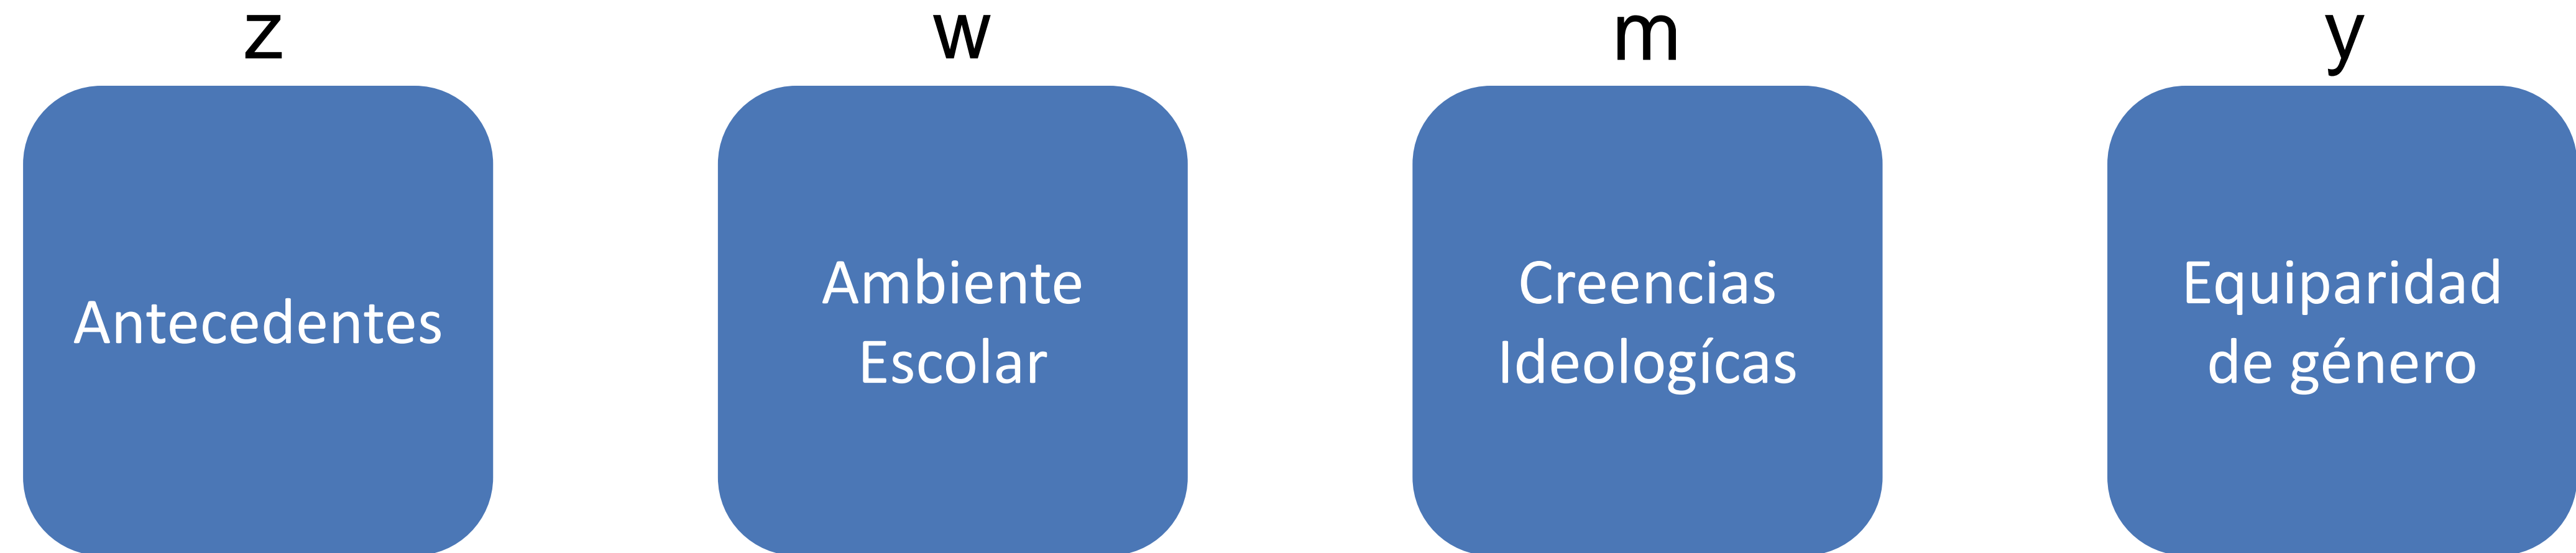 z
w
m
y
Antecedentes
Ambiente
Escolar
Creencias
Ideologícas
Equiparidad
de género